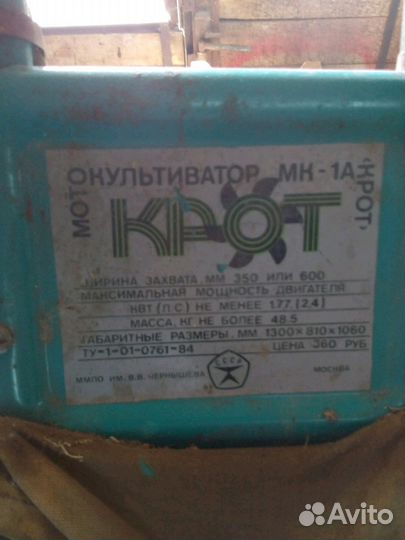 МОТОКУЛЬТИВАТОР МК-1А "КРОТ"
КРОТ
ШИРИНА ЗАХВАТА, ММ 350 ИЛИ 600
МАКСИМАЛЬНАЯ МОЩНОСТЬ ДВИГАТЕЛЯ
КВТ (Л.С) НЕ МЕНЕЕ 1.77 (2,4)
МАССА, КГ НЕ БОЛЕЕ 48.5
ГАБАРИТНЫЕ РАЗМЕРЫ, ММ 1300×810×1060
ТУ-1-01-0761-84 ЦЕНА 360 РУБ
ММПО ИМ. В.В. ЧЕРНЫШЕВА СССР МОСКВА
Avito